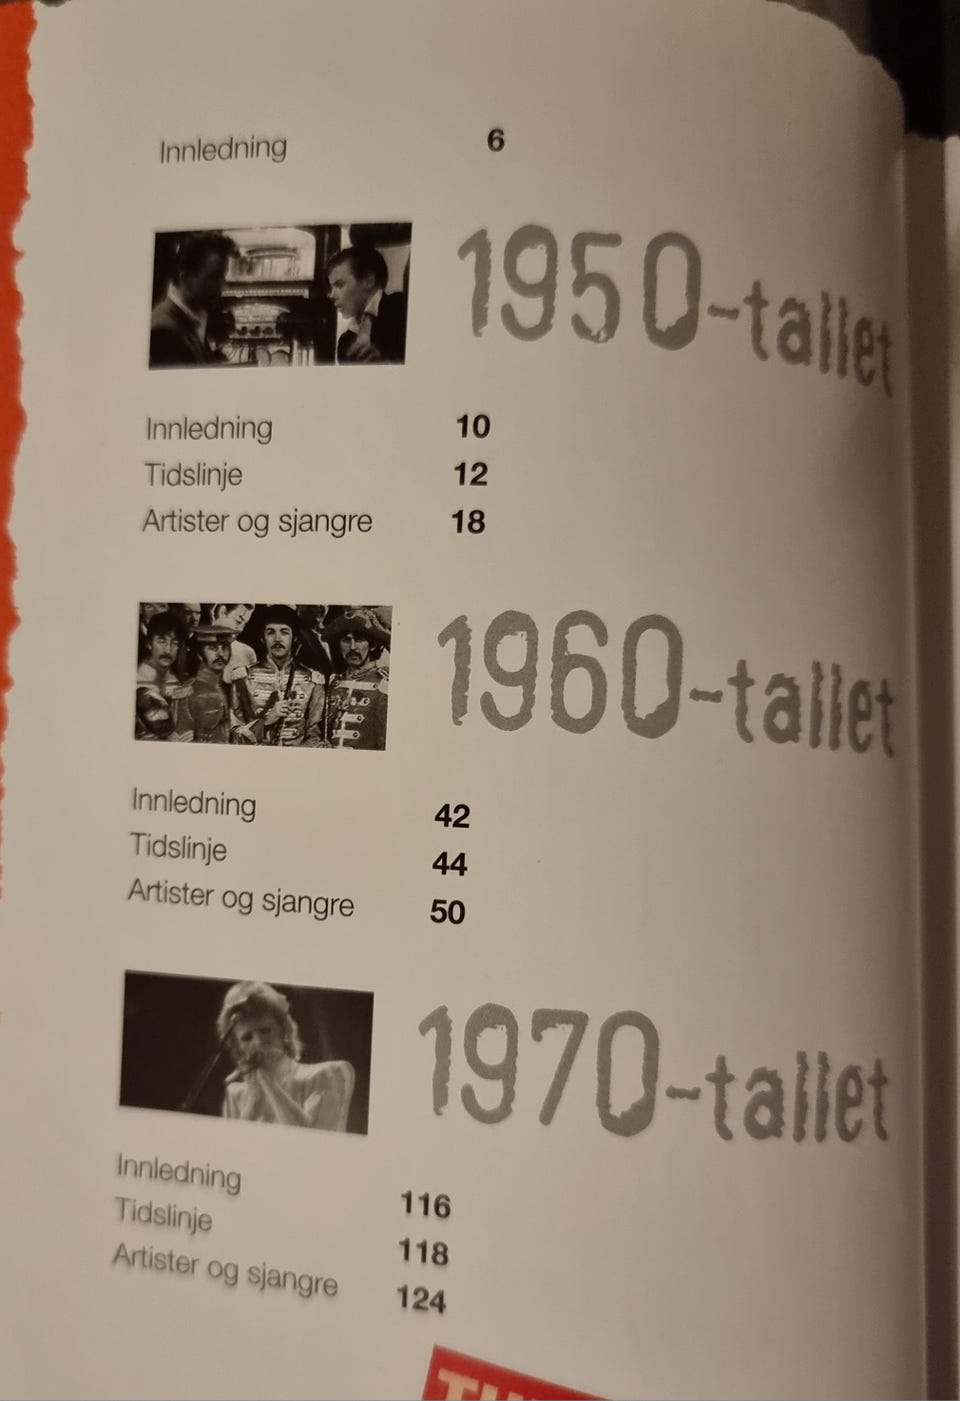 Innledning 6
1950-tallet
Innledning 10
Tidslinje 12
Artister og sjangre 18
1960-tallet
Innledning 42
Tidslinje 44
Artister og sjangre 50
1970-tallet
Innledning 116
Tidslinje 118
Artister og sjangre 124